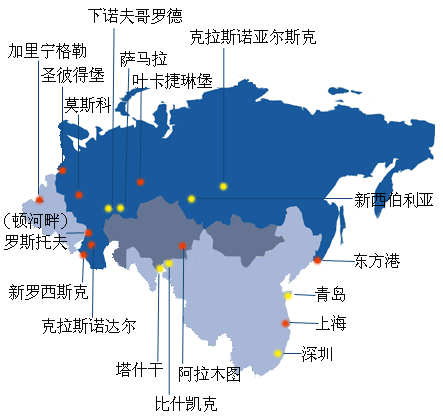 下诺夫哥罗德
克拉斯诺亚尔斯克
加里宁格勒
萨马拉
圣彼得堡
叶卡捷琳堡
莫斯科
新西伯利亚
（顿河畔）
罗斯托夫
东方港
新罗西斯克
青岛
克拉斯诺达尔
上海
深圳
塔什干
阿拉木图
比什凯克